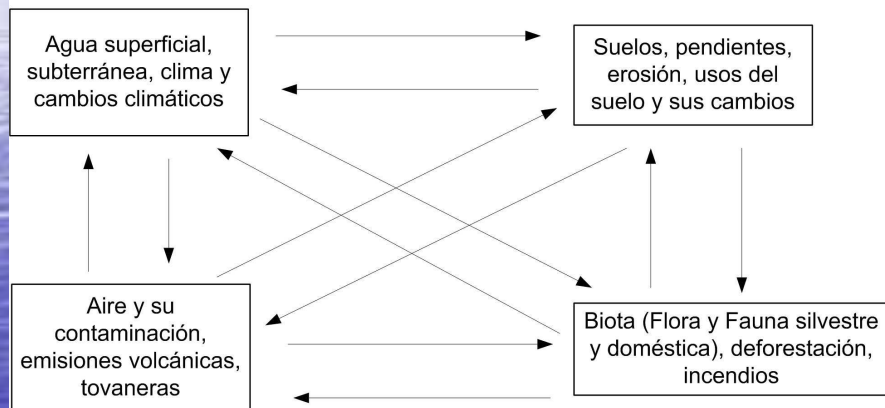 Agua superficial,
subterránea, clima y
cambios climáticos
Suelos, pendientes,
erosión, usos del
suelo y sus cambios
Aire y su
contaminación,
emisiones volcánicas,
tovaneras
Biota (Flora y Fauna silvestre
y doméstica), deforestación,
incendios